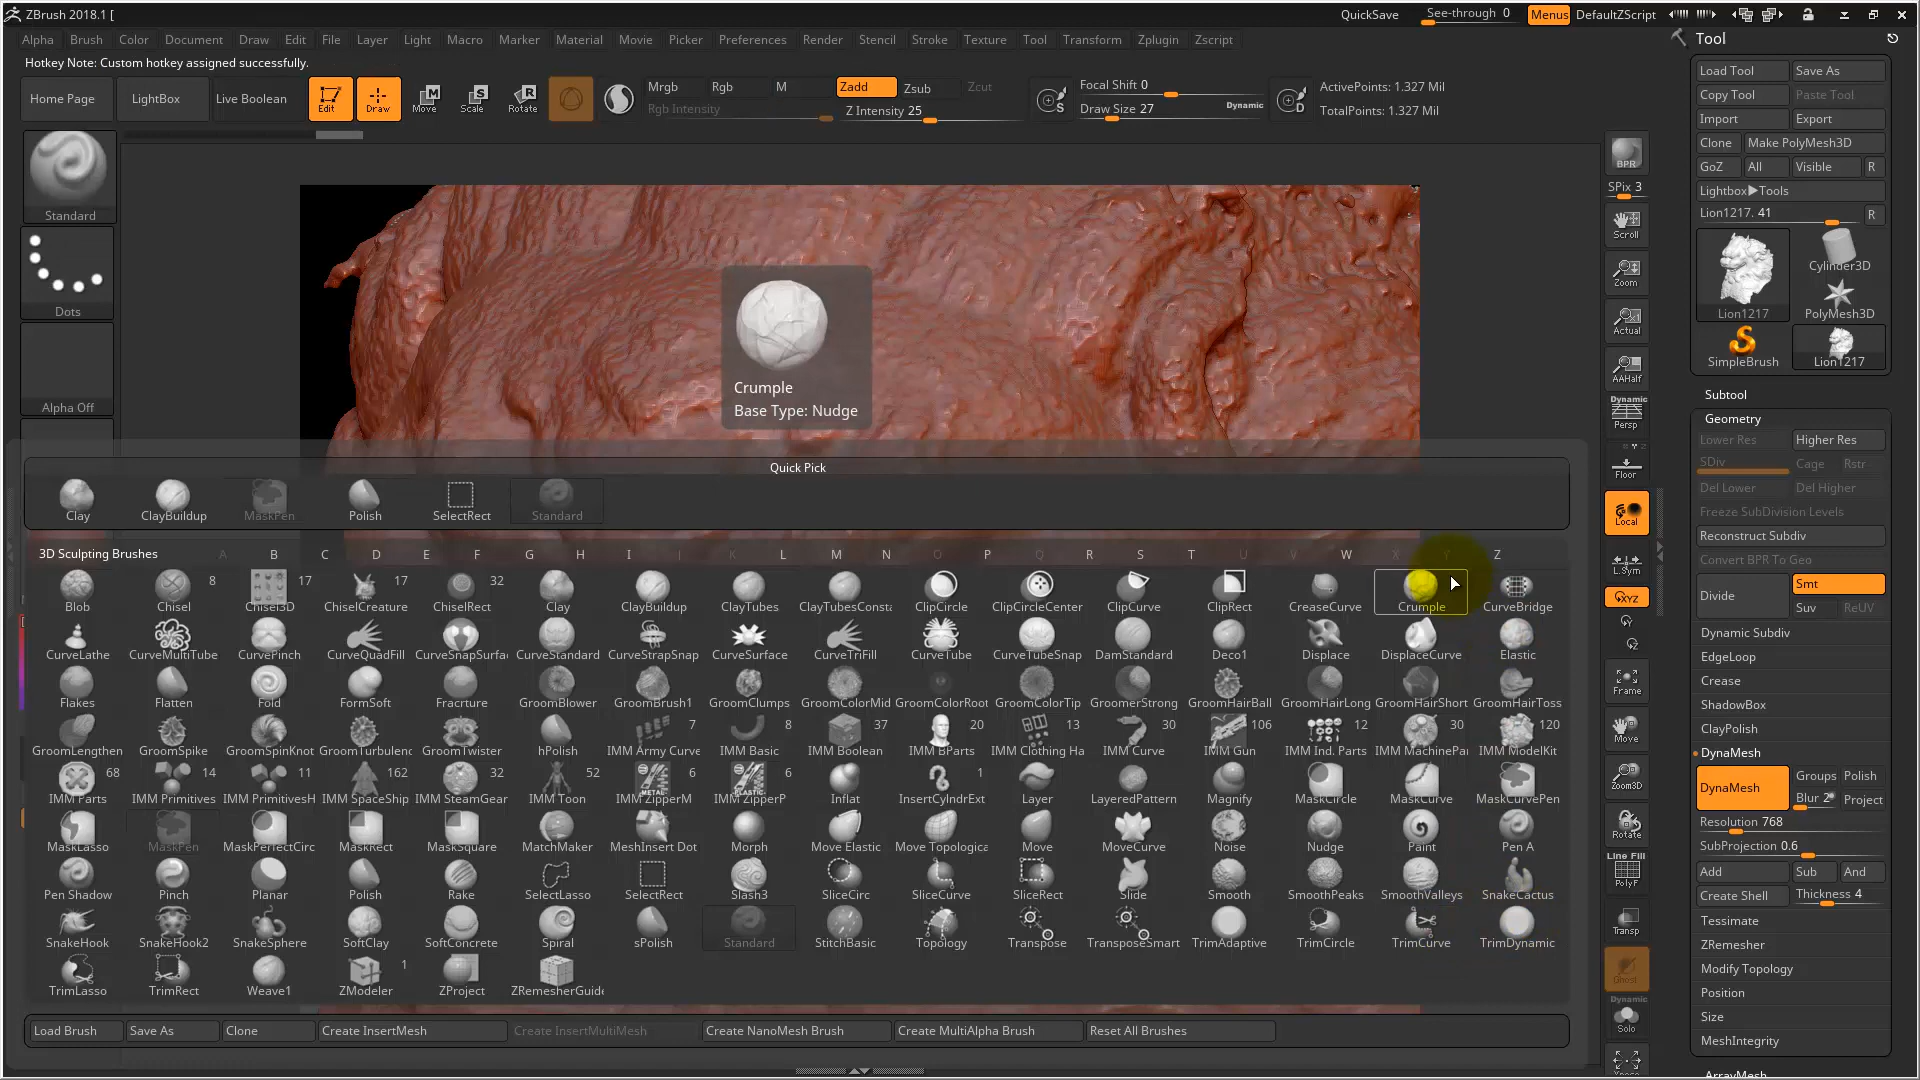 ZBrush 2018.1 [
QuickSave
See-through 0
Menus
DefaultZScript
Alpha Brush Color Document Draw Edit File Layer Light Macro Marker Material Movie Picker Preferences Render Stencil Stroke Texture Tool Transform Zplugin Zscript
Hotkey Note: Custom hotkey assigned successfully.
Home Page
LightBox
Live Boolean
Edit
Draw
Move
Scale
Rotate
Mrgb Rgb M
Rgb Intensity
Zadd Zsub Zcut
Z Intensity 25
Focal Shift 0
Draw Size 27
Dynamic
ActivePoints: 1.327 Mil
TotalPoints: 1.327 Mil
Standard
Dots
Alpha Off
Crumple
Base Type: Nudge
Quick Pick
Clay ClayBuildup MaskPen Polish SelectRect Standard
3D Sculpting Brushes A B C D E F G H I J K L M N O P Q R S T U V W X Y Z
8 17 17 32
Blob Chisel Chisel3D ChiselCreature ChiselRect Clay ClayBuildup ClayTubes ClayTubesConsta ClipCircle ClipCircleCenter ClipCurve ClipRect CreaseCurve Crumple CurveBridge
CurveLathe CurveMultiTube CurvePinch CurveQuadFill CurveSnapSurfa CurveStandard CurveStrapSnap CurveSurface CurveTriFill CurveTube CurveTubeSnap DamStandard Deco1 Displace DisplaceCurve Elastic
Flakes Flatten Fold FormSoft Fracrture GroomBlower GroomBrush1 GroomClumps GroomColorMid GroomColorRoot GroomColorTip GroomerStrong GroomHairBall GroomHairLong GroomHairShort GroomHairToss
7 8 37 20 13 30 106 12 30 120
GroomLengthen GroomSpike GroomSpinKnot GroomTurbulenc GroomTwister hPolish IMM Army Curve IMM Basic IMM Boolean IMM BParts IMM Clothing Ha IMM Curve IMM Gun IMM Ind. Parts IMM MachinePar IMM ModelKit
68 14 11 162 32 52 6 6 1
IMM Parts IMM Primitives IMM PrimitivesH IMM SpaceShip IMM SteamGear IMM Toon IMM ZipperM IMM ZipperP Inflat InsertCylndrExt Layer LayeredPattern Magnify MaskCircle MaskCurve MaskCurvePen
MaskLasso MaskPen MaskPerfectCirc MaskRect MaskSquare MatchMaker MeshInsert Dot Morph Move Elastic Move Topologica Move MoveCurve Noise Nudge Paint Pen A
Pen Shadow Pinch Planar Polish Rake SelectLasso SelectRect Slash3 SliceCirc SliceCurve SliceRect Slide Smooth SmoothPeaks SmoothValleys SnakeCactus
SnakeHook SnakeHook2 SnakeSphere SoftClay SoftConcrete Spiral sPolish Standard StitchBasic Topology Transpose TransposeSmart TrimAdaptive TrimCircle TrimCurve TrimDynamic
1
TrimLasso TrimRect Weave1 ZModeler ZProject ZRemesherGuide
Load Brush Save As Clone Create InsertMesh Create InsertMultiMesh Create NanoMesh Brush Create MultiAlpha Brush Reset All Brushes
BPR
SPix 3
Scroll
Zoom
Actual
AAHalf
Dynamic
Persp
Floor
Local
L.Sym
XYZ
Frame
Move
Zoom3D
Rotate
Line Fill
PolyF
Transp
Ghost
Dynamic
Solo
Tool
Load Tool Save As
Copy Tool Paste Tool
Import Export
Clone Make PolyMesh3D
GoZ All Visible R
Lightbox▶Tools
Lion1217. 41 R
Cylinder3D
Lion1217 PolyMesh3D
SimpleBrush Lion1217
Subtool
Geometry
Lower Res Higher Res
SDiv Cage Rstr
Del Lower Del Higher
Freeze SubDivision Levels
Reconstruct Subdiv
Convert BPR To Geo
Divide Smt
Suv ReUV
Dynamic Subdiv
EdgeLoop
Crease
ShadowBox
ClayPolish
DynaMesh
DynaMesh Groups Polish
Blur 2 Project
Resolution 768
SubProjection 0.6
Add Sub And
Create Shell Thickness 4
Tessimate
ZRemesher
Modify Topology
Position
Size
MeshIntegrity
ArrayMesh